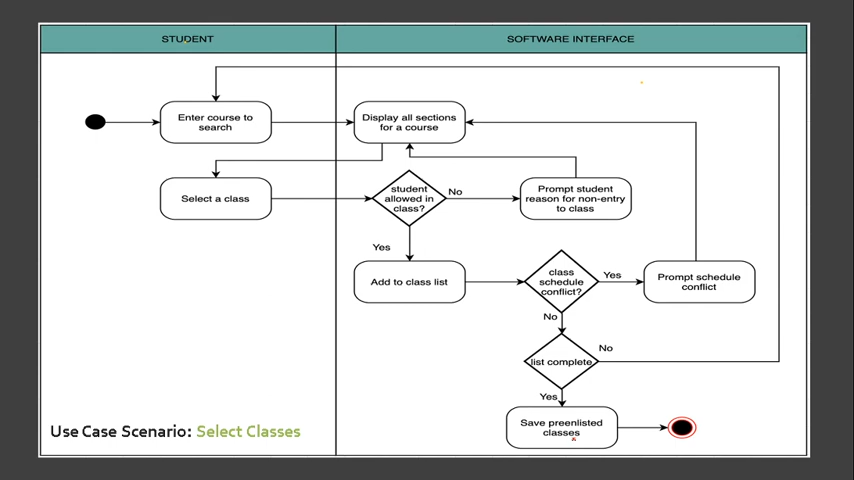 STUDENT
SOFTWARE INTERFACE
Enter course to
search
Display all sections
for a course
Select a class
student
allowed in
class?
No
Prompt student
reason for non-entry
to class
Yes
Add to class list
class
schedule
conflict?
Yes
Prompt schedule
conflict
No
list complete
No
Yes
Save preenlisted
classes
Use Case Scenario: Select Classes